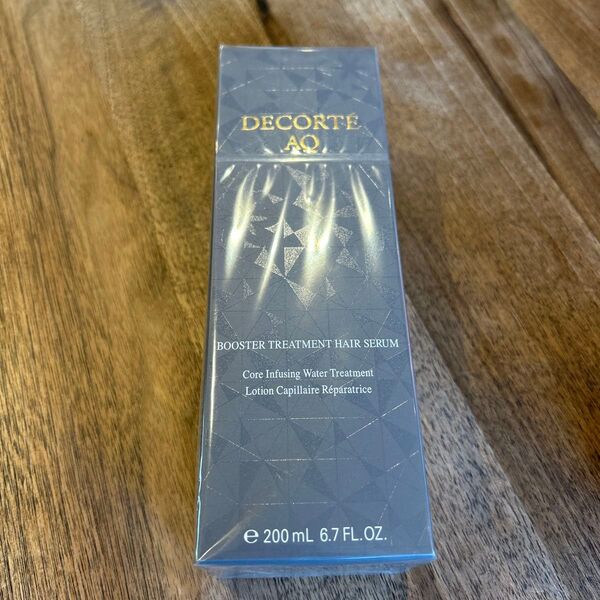 DECORTÉ
AQ
BOOSTER TREATMENT HAIR SERUM
Core Infusing Water Treatment
Lotion Capillaire Réparatrice
℮ 200 mL 6.7 FL.OZ.